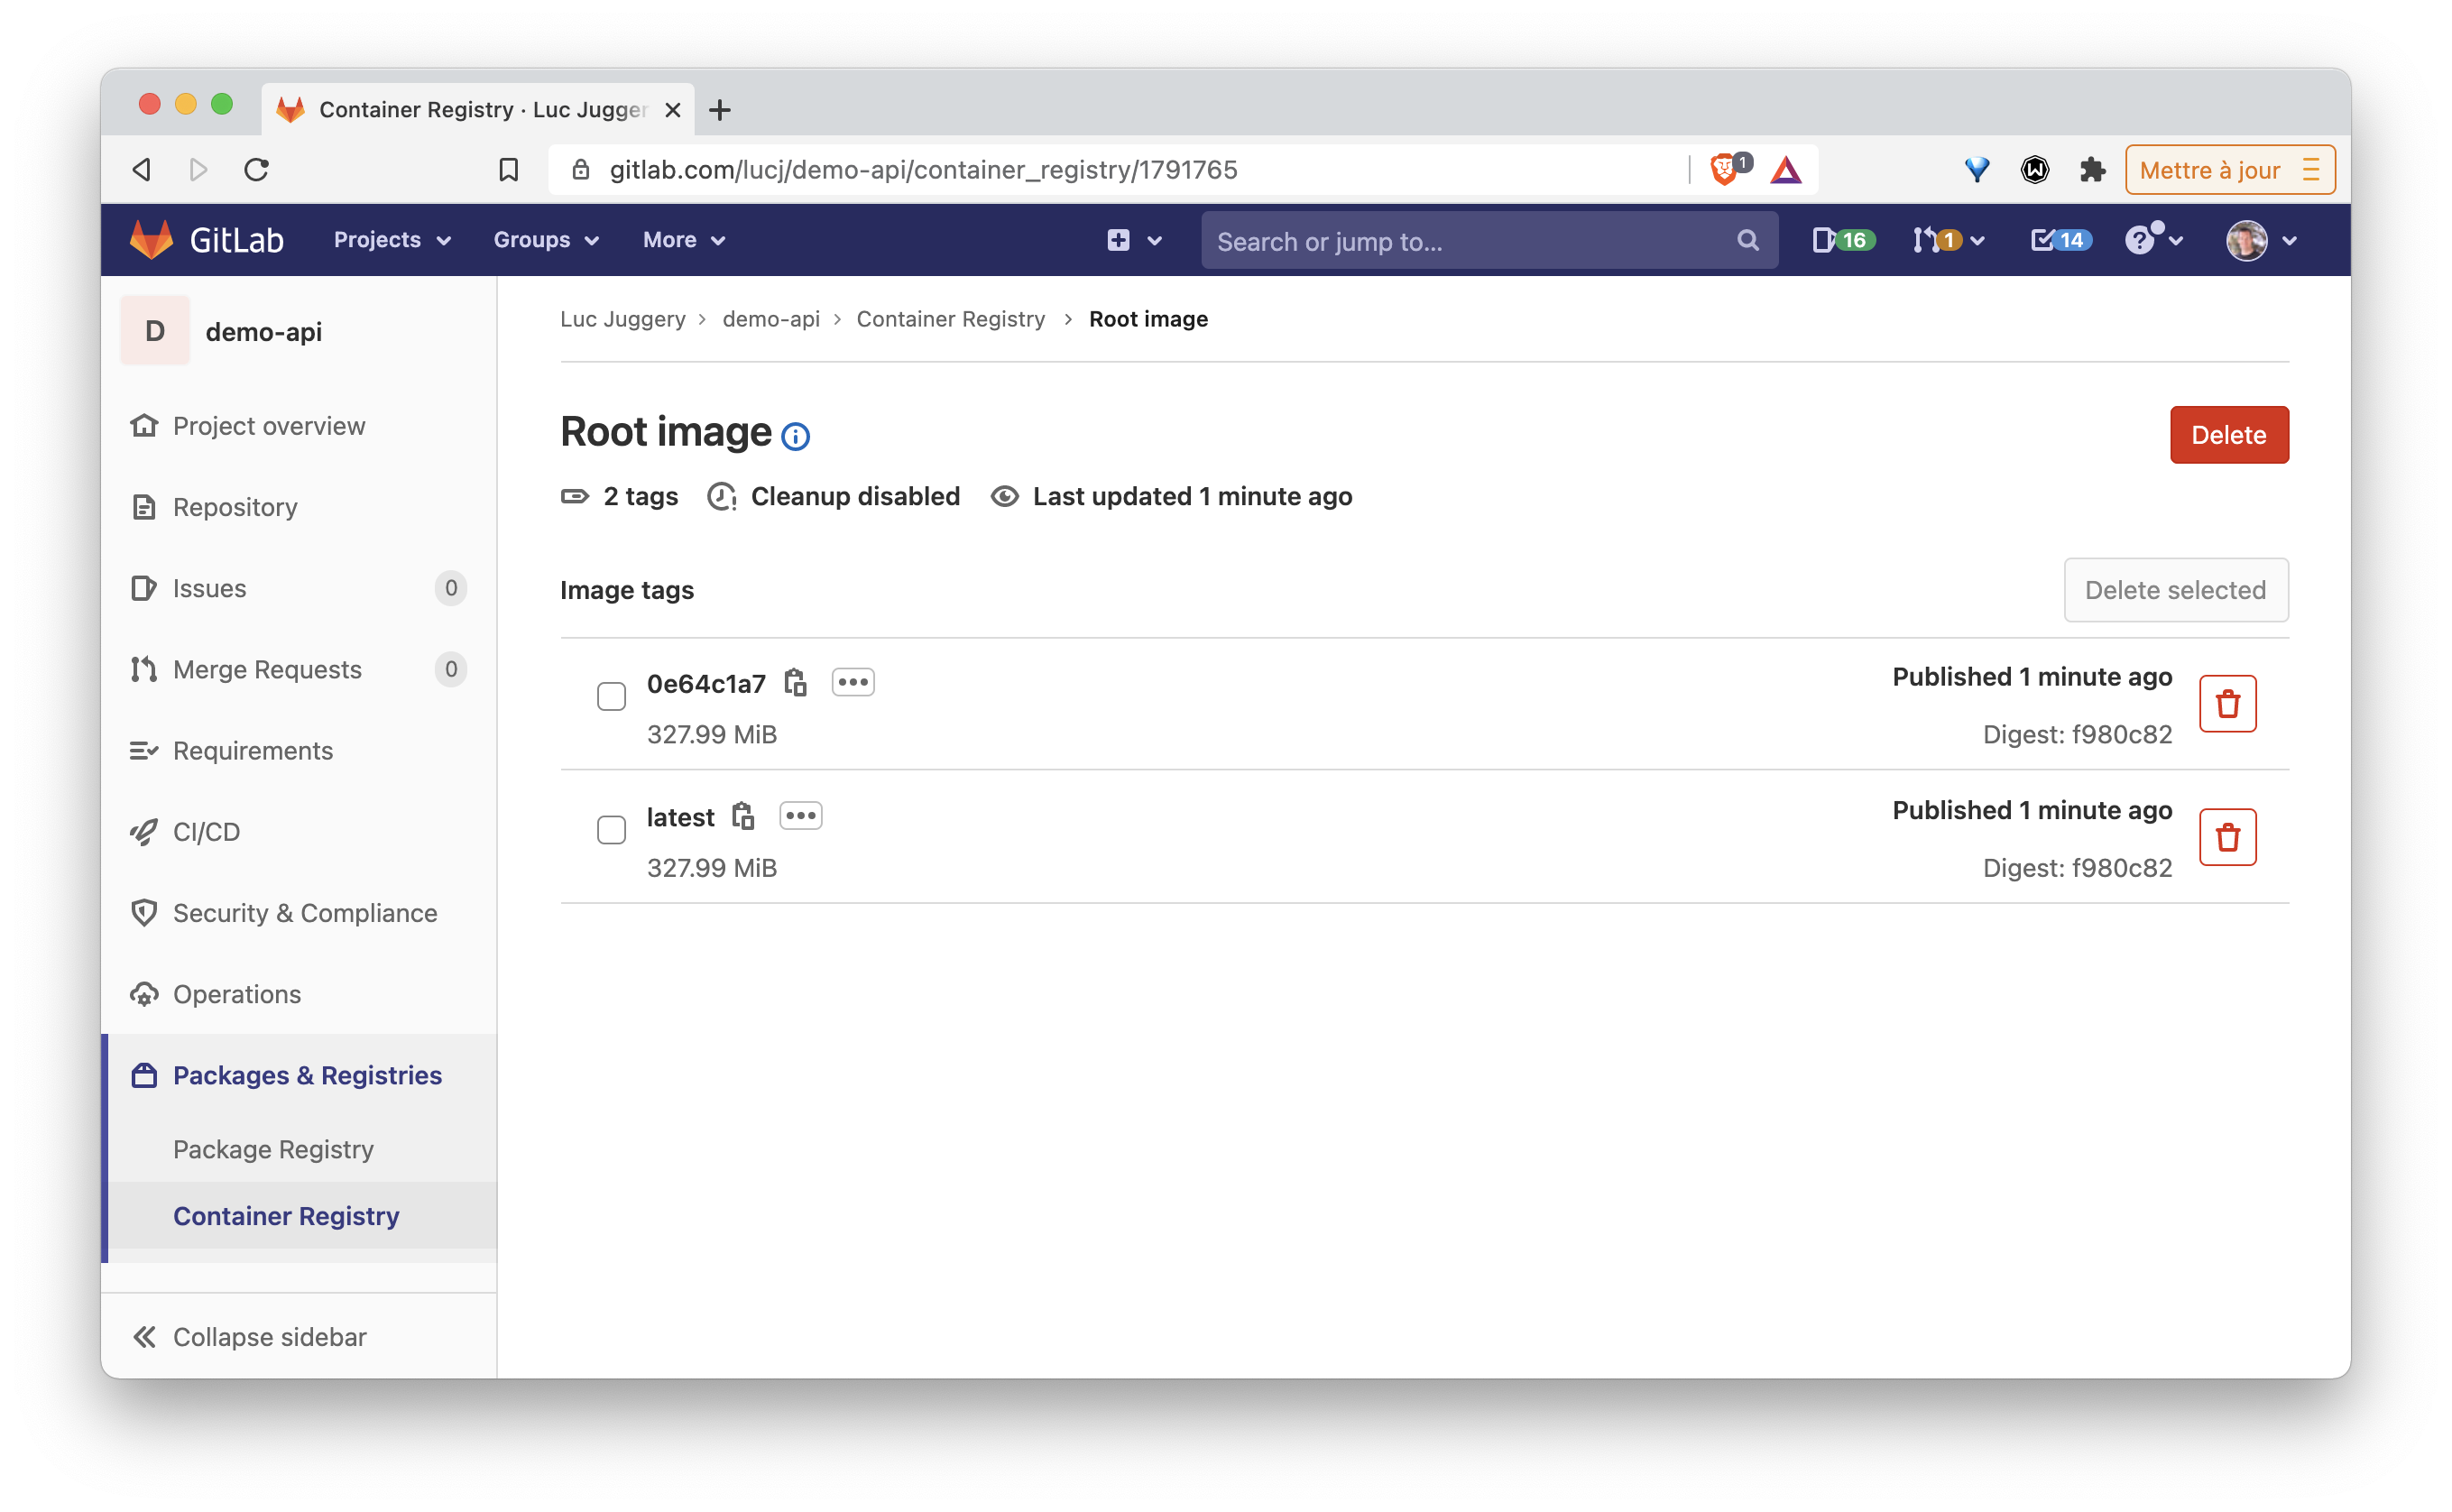 Container Registry · Luc Jugger
gitlab.com/lucj/demo-api/container_registry/1791765
1
Mettre à jour
GitLab
Projects
Groups
More
Search or jump to...
16
1
14
D
demo-api
Project overview
Repository
Issues
0
Merge Requests
0
Requirements
CI/CD
Security & Compliance
Operations
Packages & Registries
Package Registry
Container Registry
Collapse sidebar
Luc Juggery > demo-api > Container Registry > Root image
Root image
Delete
2 tags
Cleanup disabled
Last updated 1 minute ago
Image tags
Delete selected
0e64c1a7
Published 1 minute ago
327.99 MiB
Digest: f980c82
latest
Published 1 minute ago
327.99 MiB
Digest: f980c82